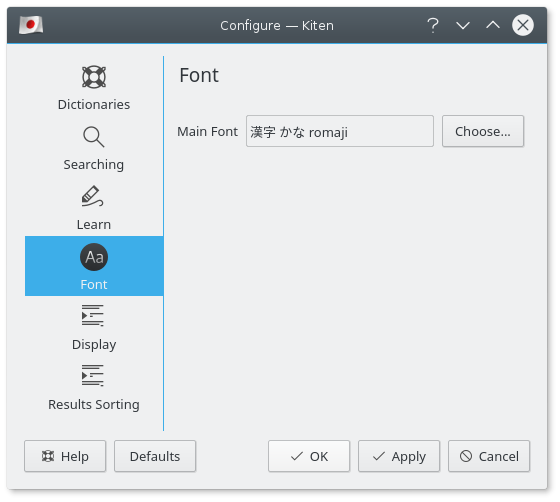 Configure — Kiten
Dictionaries
Searching
Learn
Aa
Font
Display
Results Sorting
Font
Main Font 漢字 かな romaji Choose...
Help Defaults OK Apply Cancel